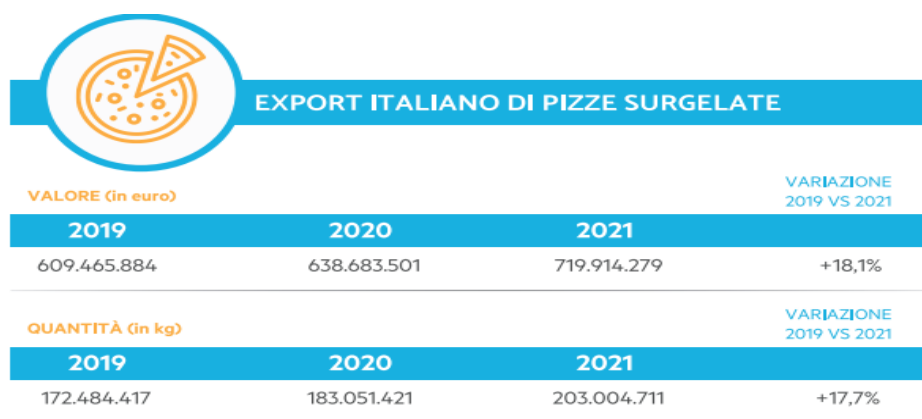 EXPORT ITALIANO DI PIZZE SURGELATE
VALORE (in euro)
VARIAZIONE
2019 VS 2021
2019 2020 2021
609.465.884 638.683.501 719.914.279 +18,1%
QUANTITÀ (in kg)
VARIAZIONE
2019 VS 2021
2019 2020 2021
172.484.417 183.051.421 203.004.711 +17,7%